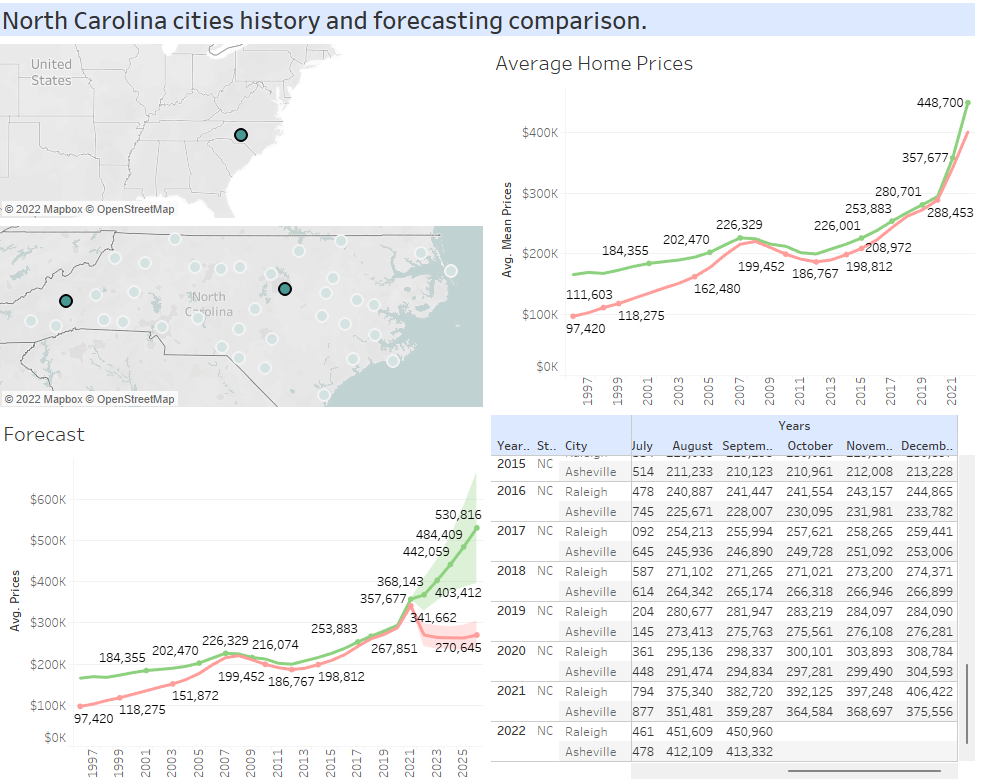 North Carolina cities history and forecasting comparison.
United
States
© 2022 Mapbox © OpenStreetMap
North
Carolina
© 2022 Mapbox © OpenStreetMap
Average Home Prices
Avg. Mean Prices
$400K
$300K
$200K
$100K
$0K
448,700
357,677
280,701
288,453
253,883
226,329
226,001
202,470
208,972
184,355
199,452
186,767
198,812
162,480
111,603
118,275
97,420
1997
1999
2001
2003
2005
2007
2009
2011
2013
2015
2017
2019
2021
Forecast
Avg. Prices
$600K
$500K
$400K
$300K
$200K
$100K
$0K
530,816
484,409
442,059
368,143
403,412
357,677
341,662
253,883
226,329
216,074
267,851
270,645
202,470
184,355
199,452
186,767
198,812
151,872
118,275
97,420
1997
1999
2001
2003
2005
2007
2009
2011
2013
2015
2017
2019
2021
2023
2025
Years
Year.. St.. City July August Septem.. October Novem.. Decemb..
2015 NC
Asheville 514 211,233 210,123 210,961 212,008 213,228
2016 NC Raleigh 478 240,887 241,447 241,554 243,157 244,865
Asheville 745 225,671 228,007 230,095 231,981 233,782
2017 NC Raleigh 092 254,213 255,994 257,621 258,265 259,441
Asheville 645 245,936 246,890 249,728 251,092 253,006
2018 NC Raleigh 587 271,102 271,265 271,021 273,200 274,371
Asheville 614 264,342 265,174 266,318 266,946 266,899
2019 NC Raleigh 204 280,677 281,947 283,219 284,097 284,090
Asheville 145 273,413 275,763 275,561 276,108 276,281
2020 NC Raleigh 361 295,136 298,337 300,101 303,893 308,784
Asheville 448 291,474 294,834 297,281 299,490 304,593
2021 NC Raleigh 794 375,340 382,720 392,125 397,248 406,422
Asheville 877 351,481 359,287 364,584 368,697 375,556
2022 NC Raleigh 461 451,609 450,960
Asheville 478 412,109 413,332